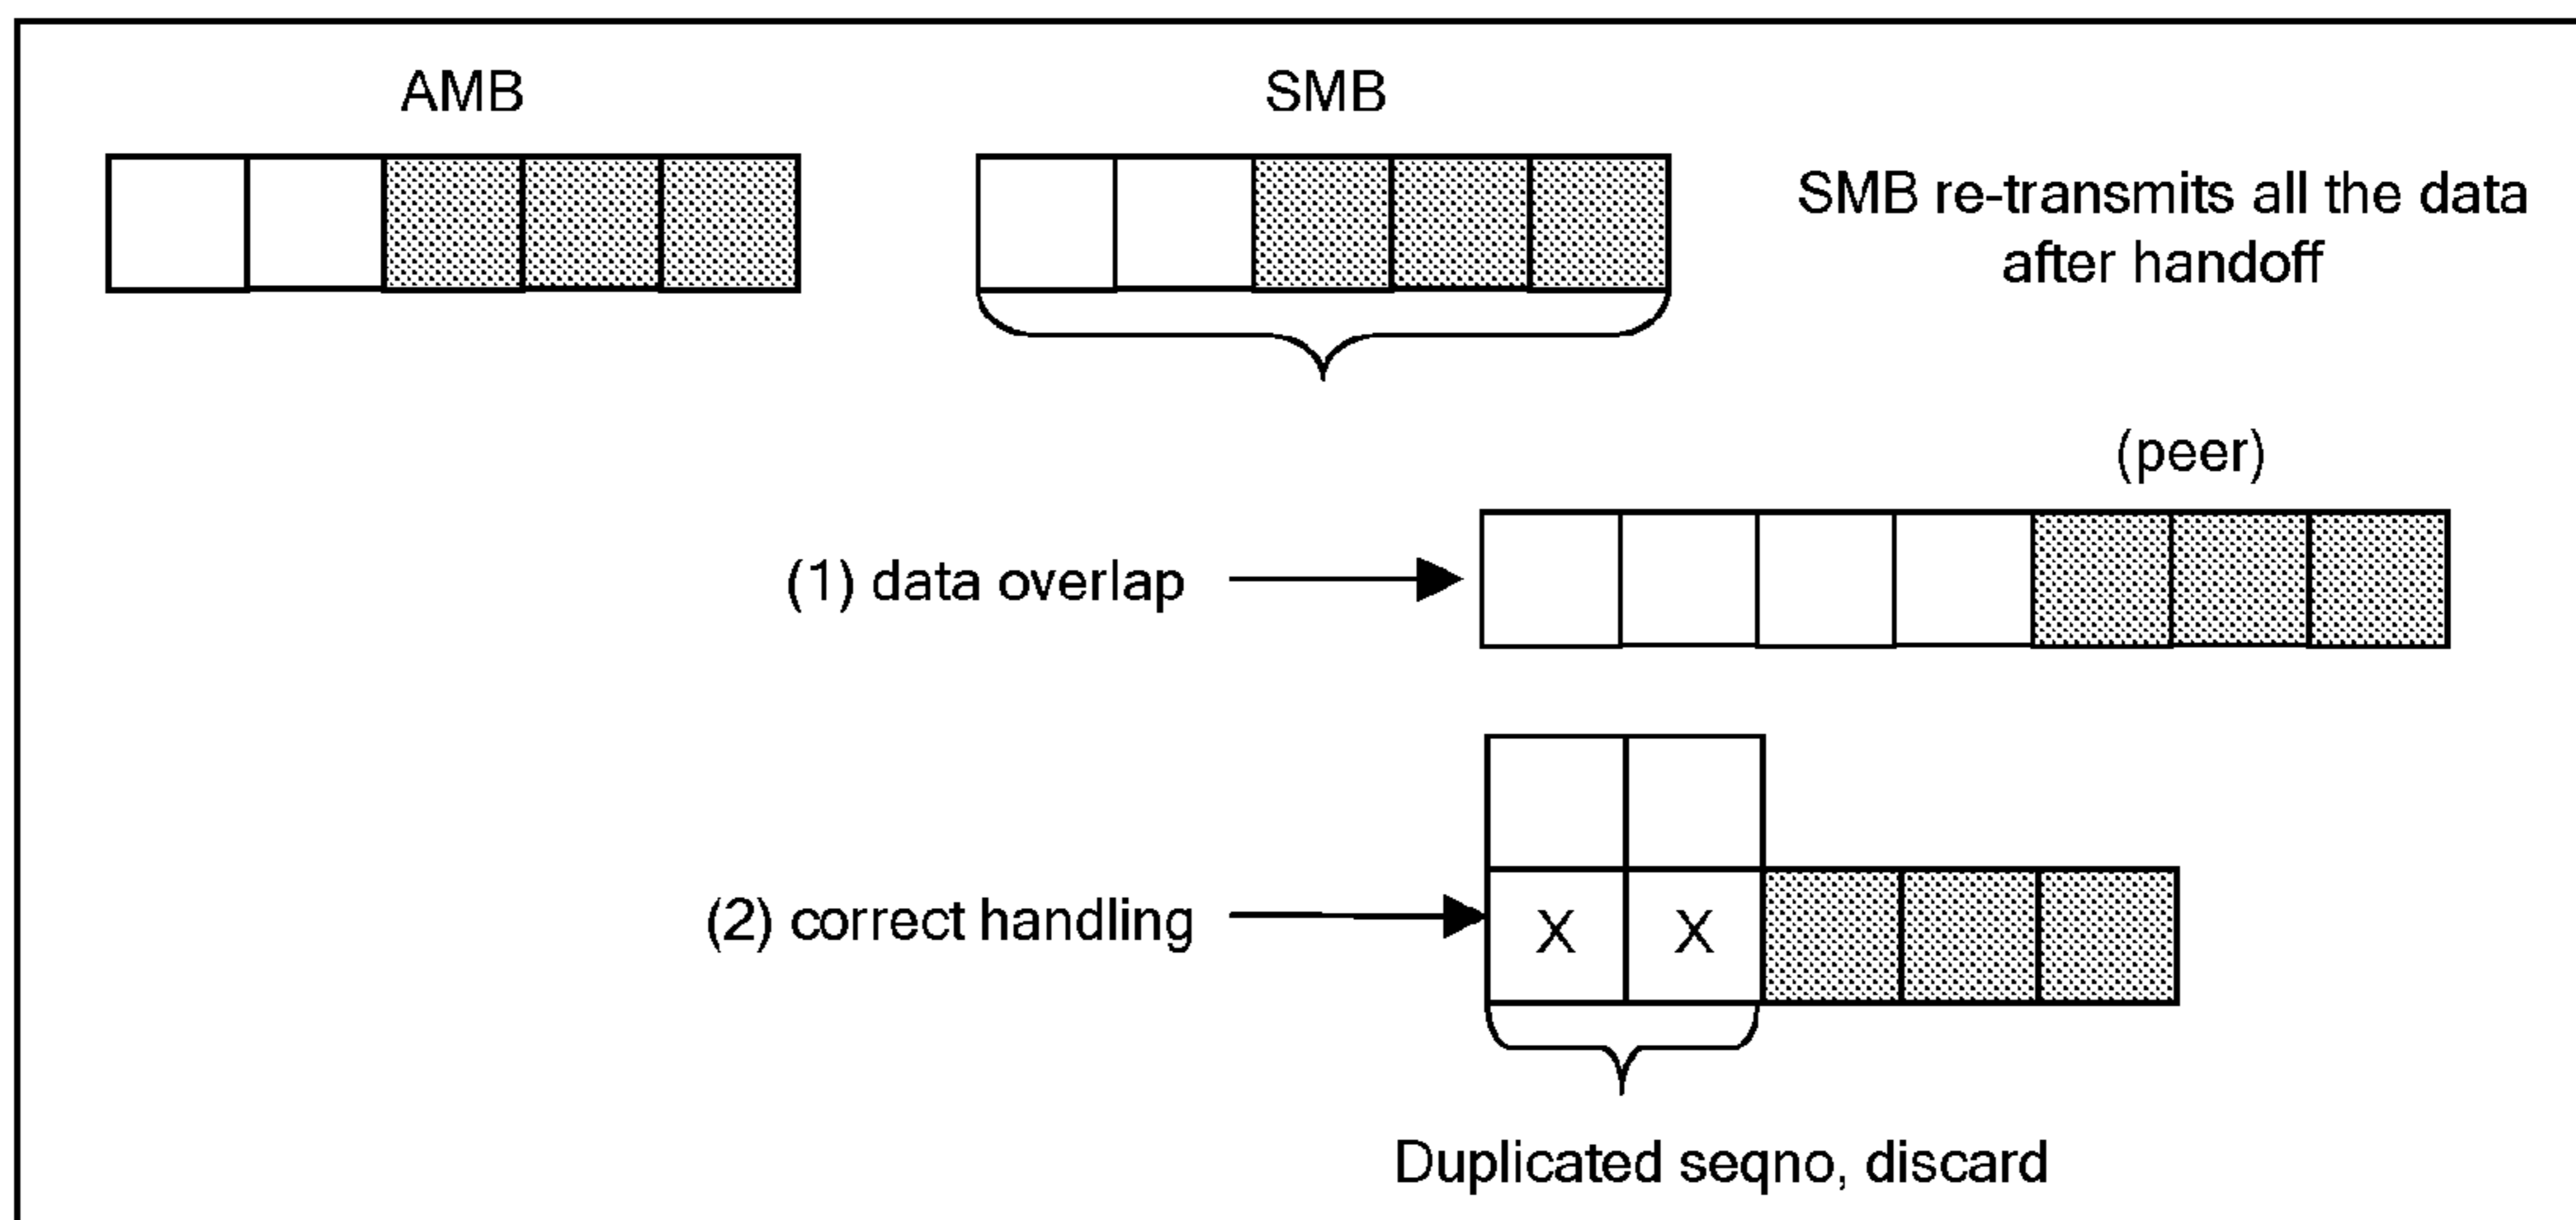 AMB
SMB
SMB re-transmits all the data
after handoff
(peer)
(1) data overlap
(2) correct handling
X X
Duplicated seqno, discard